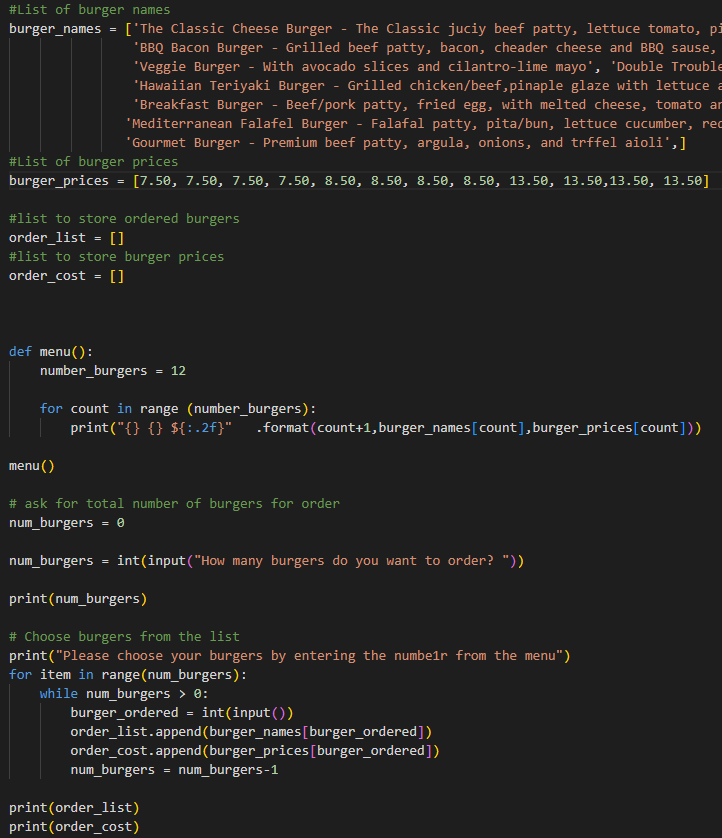 #List of burger names
burger_names = ['The Classic Cheese Burger - The Classic juciy beef patty, lettuce tomato, pi
'BBQ Bacon Burger - Grilled beef patty, bacon, cheader cheese and BBQ sause,
'Veggie Burger - With avocado slices and cilantro-lime mayo', 'Double Trouble
'Hawaiian Teriyaki Burger - Grilled chicken/beef,pinaple glaze with lettuce a
'Breakfast Burger - Beef/pork patty, fried egg, with melted cheese, tomato an
'Mediterranean Falafel Burger - Falafal patty, pita/bun, lettuce cucumber, red
'Gourmet Burger - Premium beef patty, argula, onions, and trffel aioli',]
#List of burger prices
burger_prices = [7.50, 7.50, 7.50, 7.50, 8.50, 8.50, 8.50, 8.50, 13.50, 13.50,13.50, 13.50]
#list to store ordered burgers
order_list = []
#list to store burger prices
order_cost = []
def menu():
number_burgers = 12
for count in range (number_burgers):
print("{} {} ${:.2f}"   .format(count+1,burger_names[count],burger_prices[count]))
menu()
# ask for total number of burgers for order
num_burgers = 0
num_burgers = int(input("How many burgers do you want to order? "))
print(num_burgers)
# Choose burgers from the list
print("Please choose your burgers by entering the numbe1r from the menu")
for item in range(num_burgers):
while num_burgers > 0:
burger_ordered = int(input())
order_list.append(burger_names[burger_ordered])
order_cost.append(burger_prices[burger_ordered])
num_burgers = num_burgers-1
print(order_list)
print(order_cost)